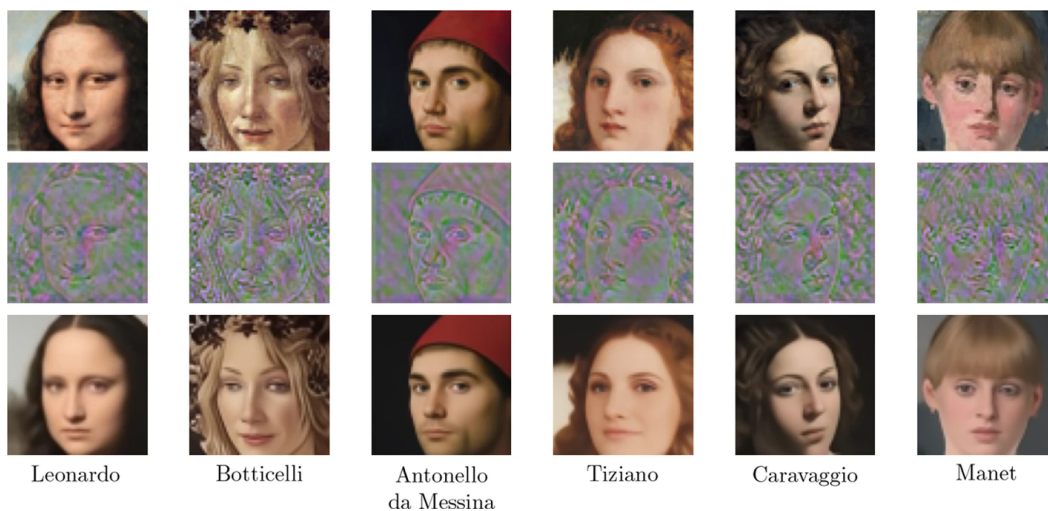 Leonardo
Botticelli
Antonello
da Messina
Tiziano
Caravaggio
Manet